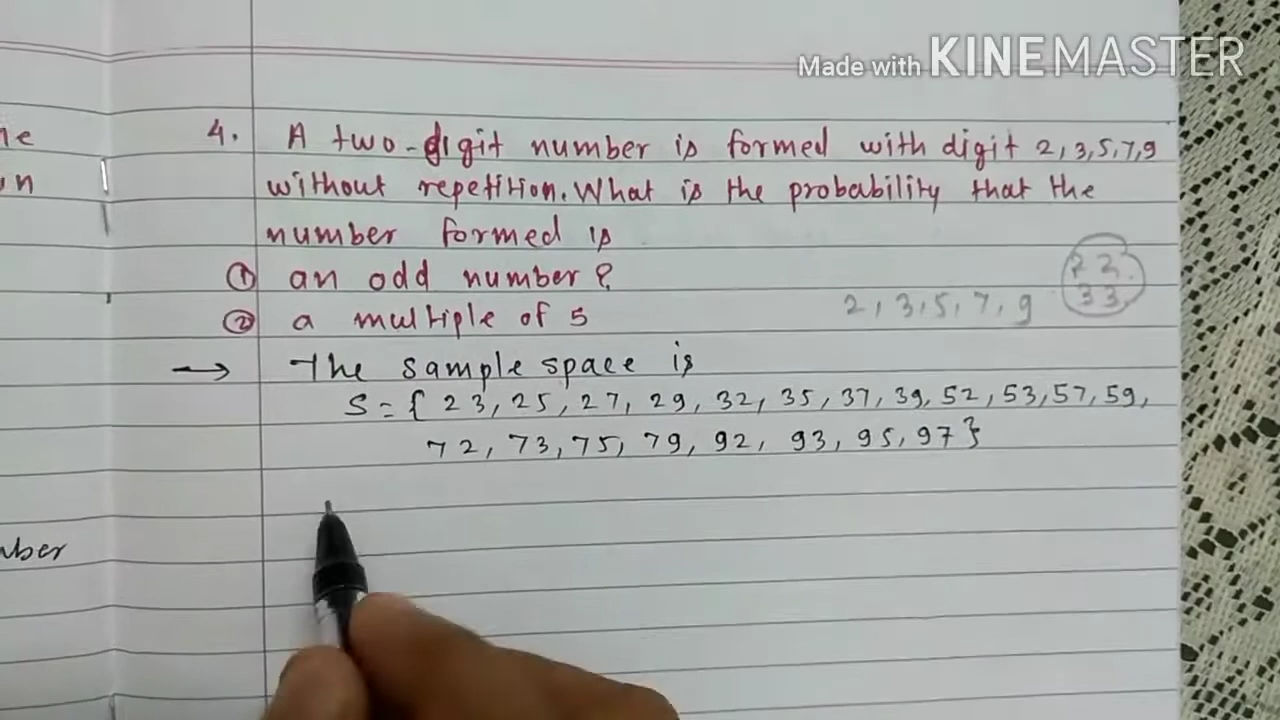 Made with KINEMASTER
4. A two-digit number is formed with digit 2,3,5,7,9
without repetition. What is the probability that the
number formed is
① an odd number?
② a multiple of 5
2,3,5,7,9
22
33
→ The sample space is
S={ 23, 25, 27, 29, 32, 35, 37, 39, 52, 53, 57, 59,
72, 73, 75, 79, 92, 93, 95, 97 }